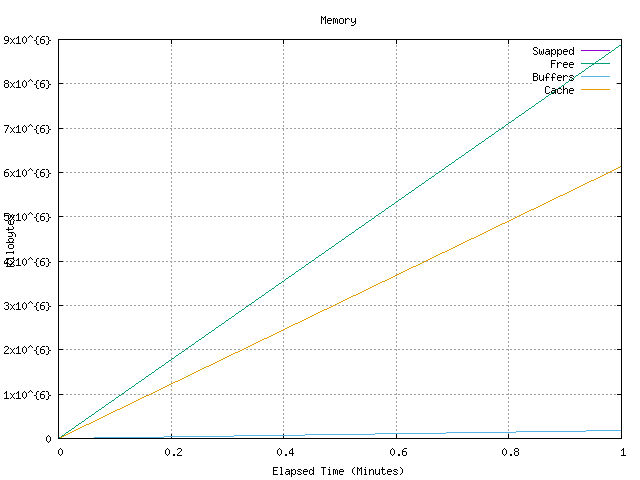 Memory
9x10^{6}
8x10^{6}
7x10^{6}
6x10^{6}
5x10^{6}
4x10^{6}
3x10^{6}
2x10^{6}
1x10^{6}
0
Kilobytes
Swapped
Free
Buffers
Cache
0 0.2 0.4 0.6 0.8 1
Elapsed Time (Minutes)